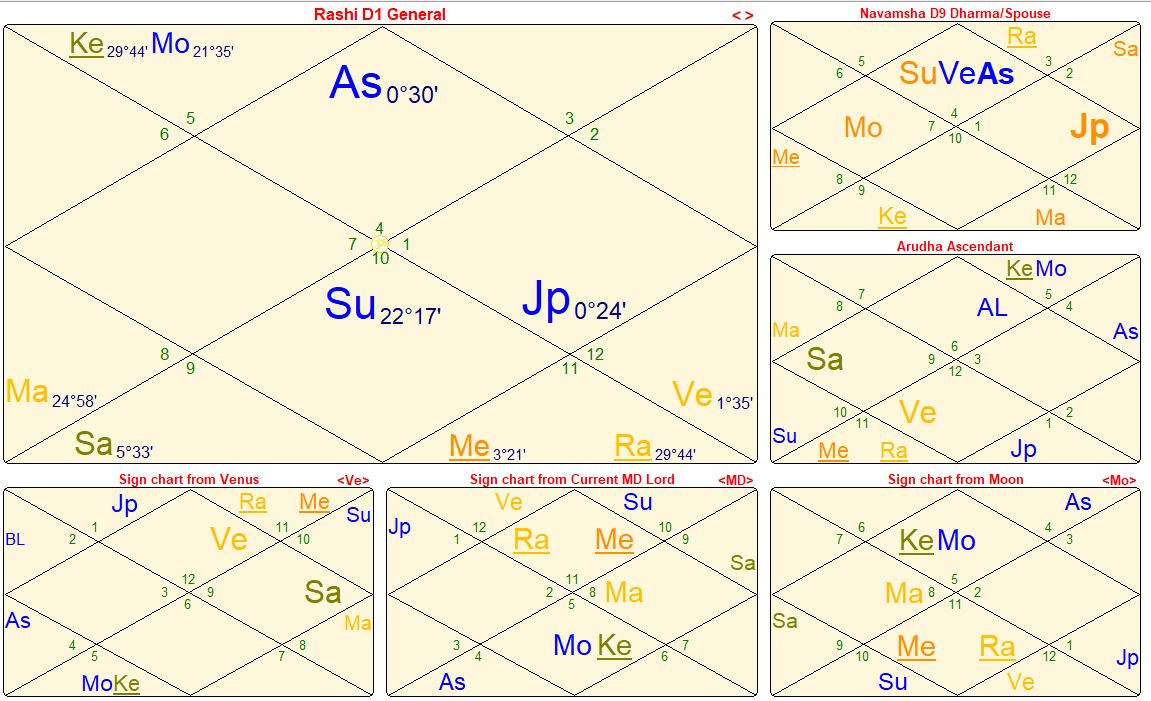 Rashi D1 General < >
Ke 29°44' Mo 21°35'
As 0°30'
5 3
6 2
4
7 1
10
Su 22°17' Jp 0°24'
8 12
9 11
Ma 24°58' Ve 1°35'
Sa 5°33' Me 3°21' Ra 29°44'
Navamsha D9 Dharma/Spouse
Ra Sa
5 3
6 SuVeAs 2
4
Mo 7 1 Jp
10
Me
8 12
9 11
Ke Ma
Arudha Ascendant
KeMo
7 5
8 AL 4
Ma As
6
Sa 9 3
12
10 Ve 2
11 1
Su
Me Ra Jp
Sign chart from Venus <Ve>
Jp Ra Me Su
1 11
BL 2 Ve 10
12
3 9 Sa
6
As Ma
4 8
5 7
MoKe
Sign chart from Current MD Lord <MD>
Ve Su
Jp 12 10
1 Ra Me 9
Sa
11
2 8 Ma
5
3 Mo Ke 7
4 6
As
Sign chart from Moon <Mo>
As
6 4
7 KeMo 3
5
Ma 8 2
11
Sa
9 Me Ra 1
10 12
Jp
Su Ve